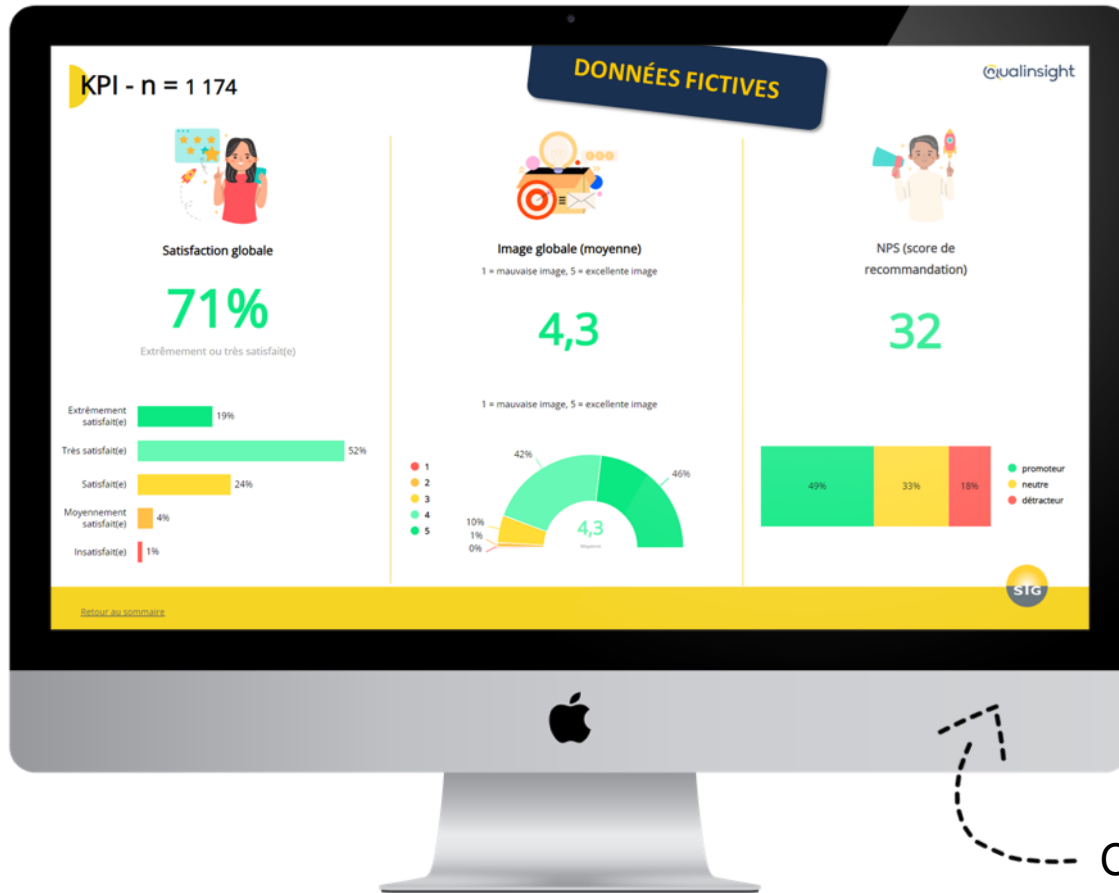 KPI - n = 1 174
DONNÉES FICTIVES
Qualinsight
Satisfaction globale
71%
Extrêmement ou très satisfait(e)
Extrêmement
satisfait(e)
19%
Très satisfait(e)
52%
Satisfait(e)
24%
Moyennement
satisfait(e)
4%
Insatisfait(e)
1%
Image globale (moyenne)
1 = mauvaise image, 5 = excellente image
4,3
1 = mauvaise image, 5 = excellente image
1
2
3
4
5
42%
46%
10%
1%
0%
4,3
Moyenne
NPS (score de
recommandation)
32
49%
33%
18%
promoteur
neutre
détracteur
Retour au sommaire
STG